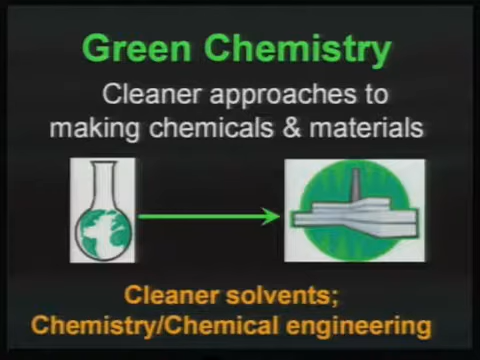 Green Chemistry
Cleaner approaches to
making chemicals & materials
Cleaner solvents;
Chemistry/Chemical engineering